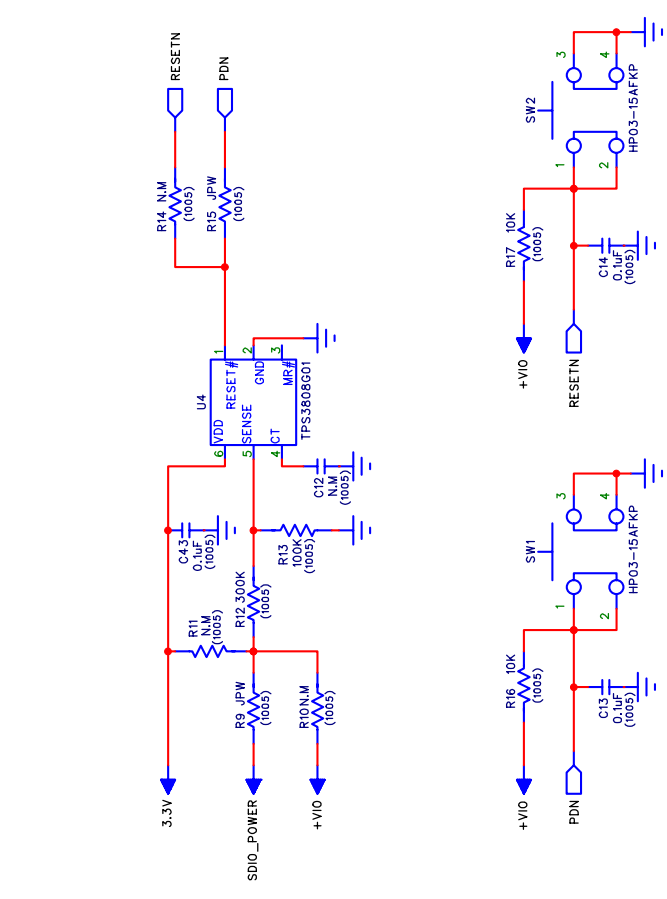 RESETN
PDN
R14 N.M
(1005)
R15 JPW
(1005)
U4
1
2
3
RESET#
GND
MR#
VDD
SENSE
CT
6
5
4
TPS3808G01
C43
0.1uF
(1005)
C12
N.M
(1005)
R13
100K
(1005)
R11
N.M
(1005)
R12 300K
(1005)
R9 JPW
(1005)
R10 N.M
(1005)
3.3V
SDIO_POWER
+VIO
3
4
SW2
HP03-15AFKP
1
2
R17 10K
(1005)
C14
0.1uF
(1005)
+VIO
RESETN
3
4
SW1
HP03-15AFKP
1
2
R16 10K
(1005)
C13
0.1uF
(1005)
+VIO
PDN